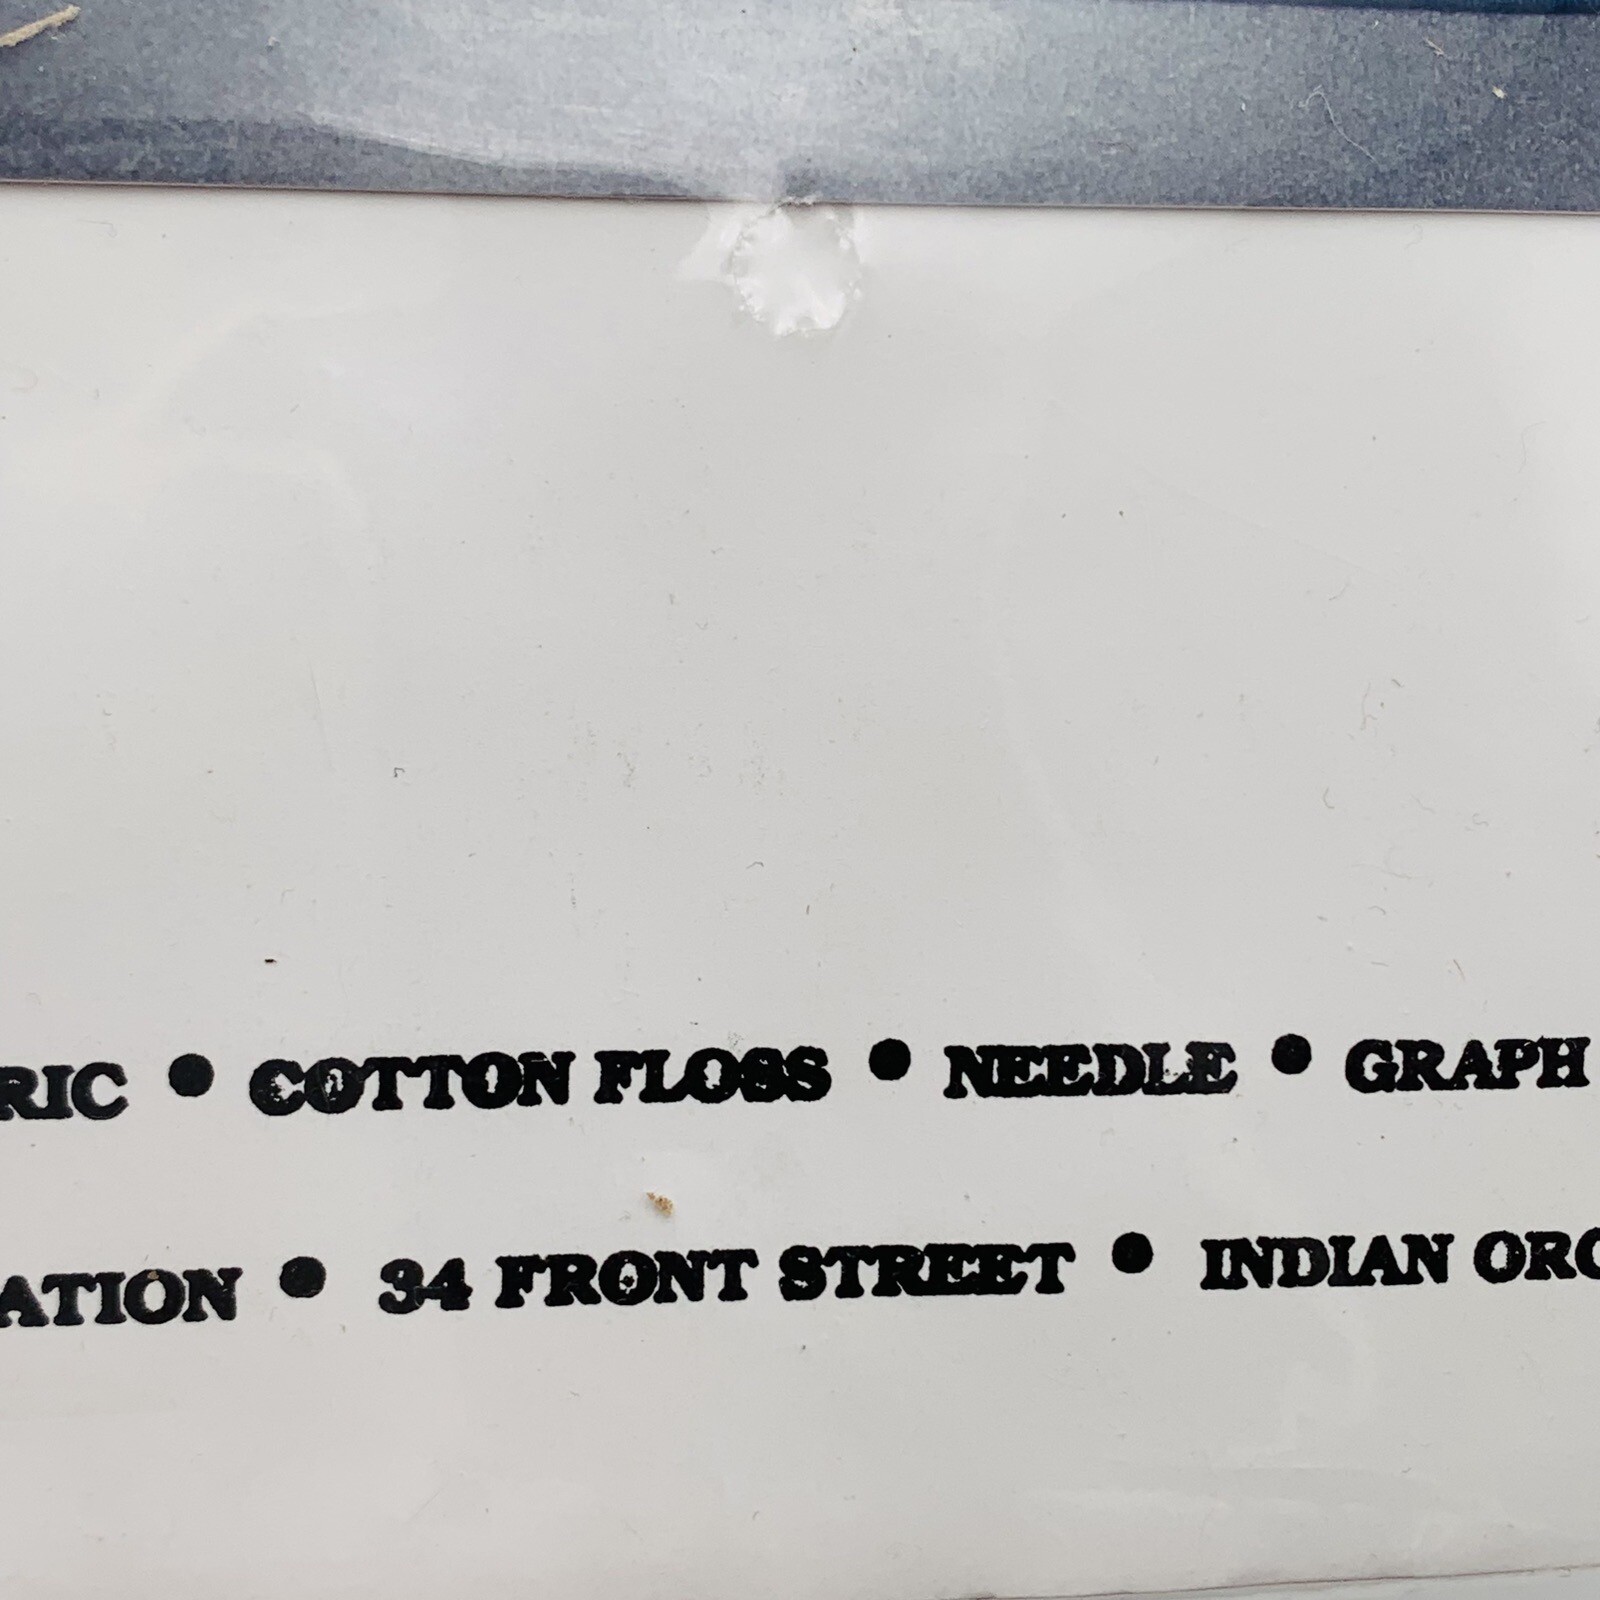 RIC • COTTON FLOSS • NEEDLE • GRAPH
ATION • 34 FRONT STREET • INDIAN ORC